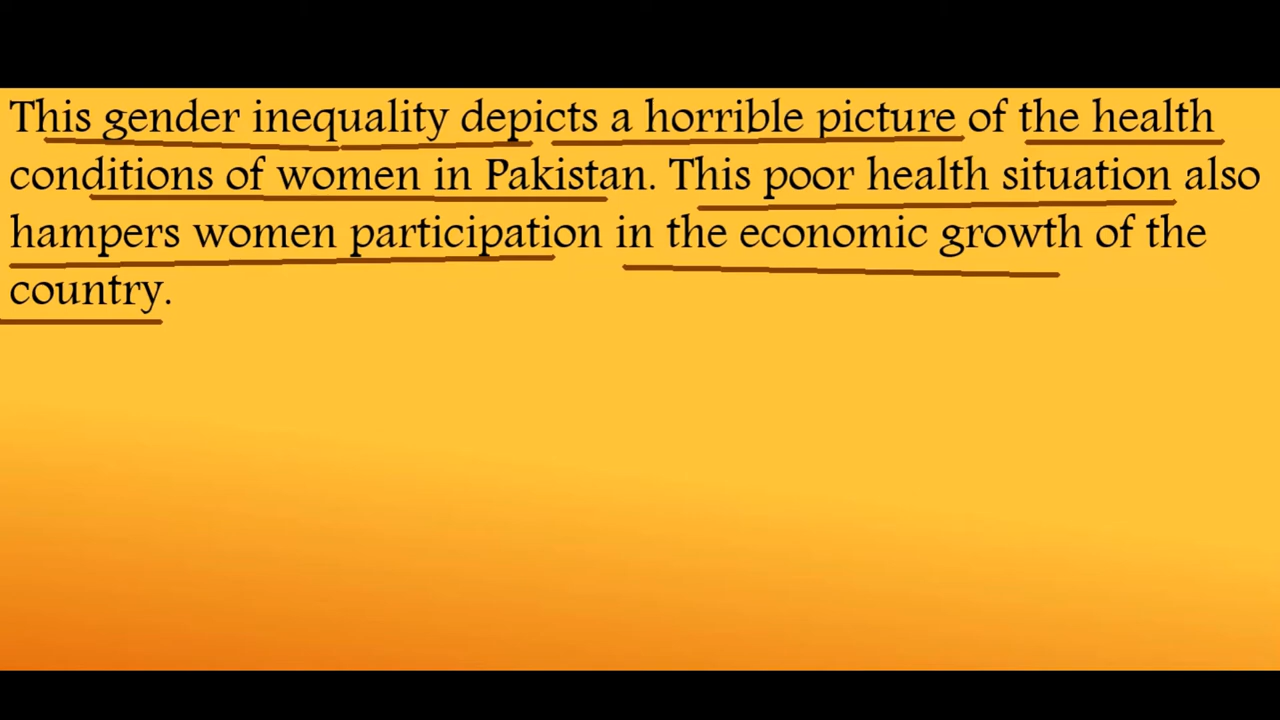 This gender inequality depicts a horrible picture of the health
conditions of women in Pakistan. This poor health situation also
hampers women participation in the economic growth of the
country.